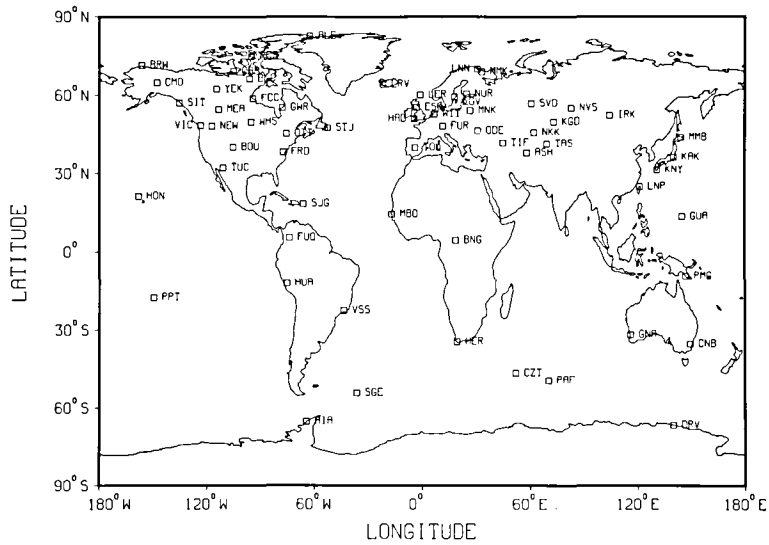 90°N
ALE
BRW
CMO
YEK
LRV
LNN
NUR
LER
60°N
SIT
MEA
FCC
GWR
SVD
NVS
IRK
MNK
WIT
HAD
VIC
NEW
WHS
STJ
FUR
ODE
KGD
NKK
MMB
BOU
FRD
TIF
TAS
ASH
KAK
KNY
TUC
30°N
HON
SJG
LNP
MBO
GUA
FUQ
BNG
0°
HUA
PMG
PPT
VSS
30°S
HER
GNA
CNB
CZT
PAF
SGE
60°S
AIA
DRV
90°S
180°W
120°W
60°W
0°
60°E
120°E
180°E
LONGITUDE
LATITUDE